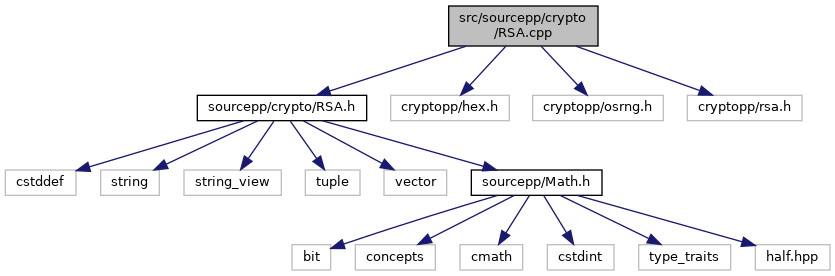 src/sourcepp/crypto
/RSA.cpp
sourcepp/crypto/RSA.h
cryptopp/hex.h
cryptopp/osrng.h
cryptopp/rsa.h
cstddef
string
string_view
tuple
vector
sourcepp/Math.h
bit
concepts
cmath
cstdint
type_traits
half.hpp